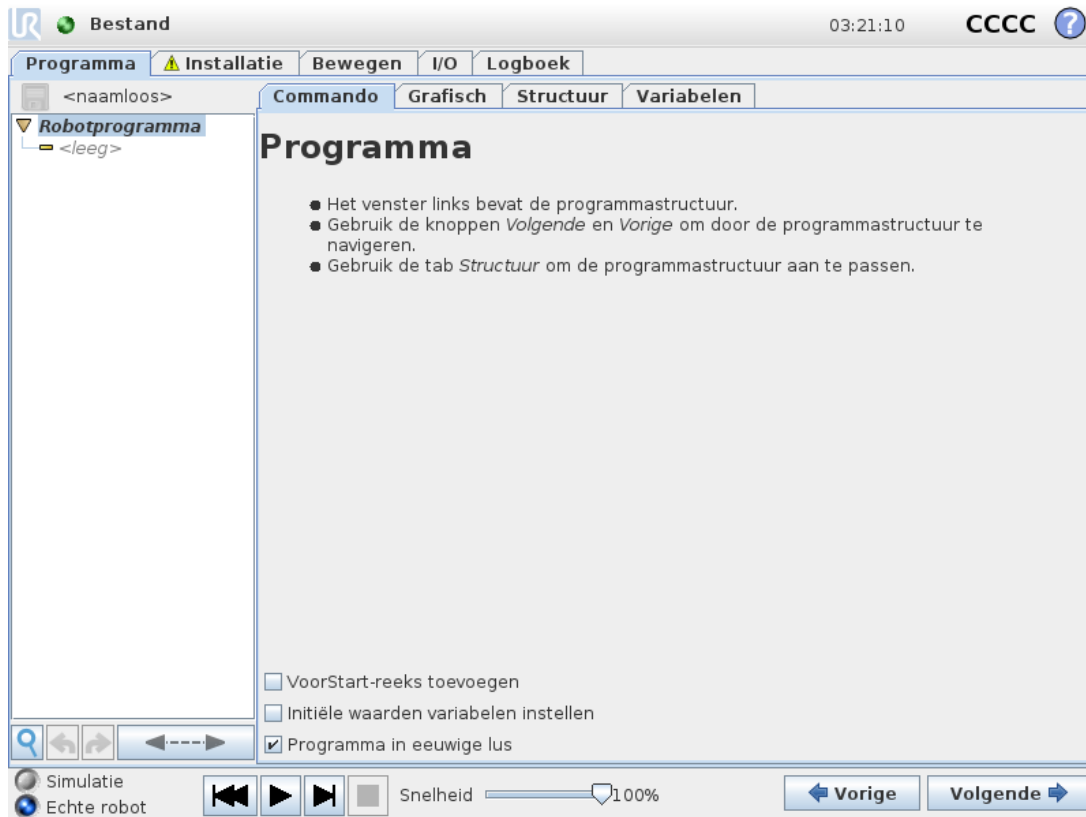 UR Bestand 03:21:10 CCCC ?
Programma Installatie Bewegen I/O Logboek
<naamloos>
Commando Grafisch Structuur Variabelen
Robotprogramma
<leeg>
Programma
Het venster links bevat de programmastructuur.
Gebruik de knoppen Volgende en Vorige om door de programmastructuur te
navigeren.
Gebruik de tab Structuur om de programmastructuur aan te passen.
VoorStart-reeks toevoegen
Initiële waarden variabelen instellen
Programma in eeuwige lus
Simulatie
Echte robot
Snelheid 100%
Vorige Volgende